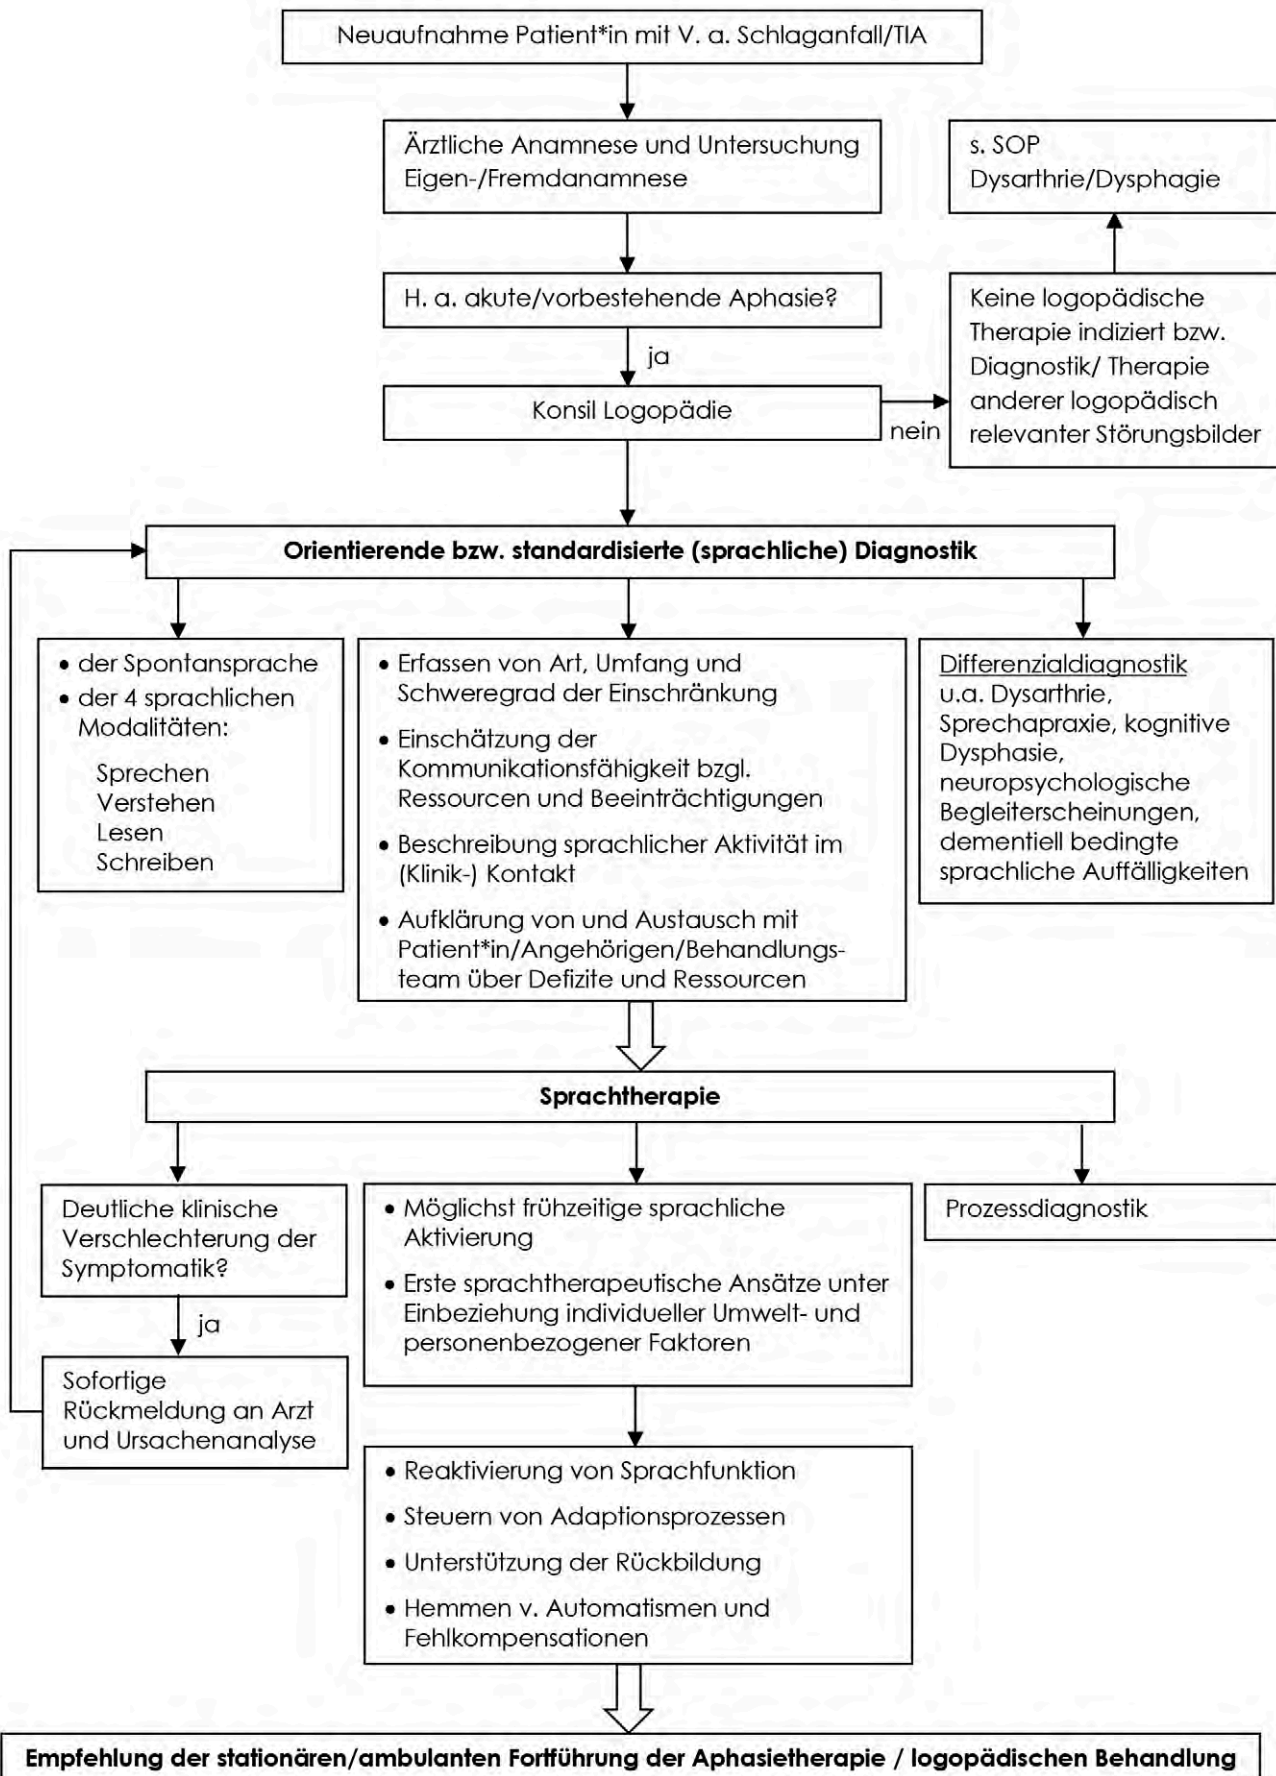 Neuaufnahme Patient*in mit V. a. Schlaganfall/TIA
Ärztliche Anamnese und Untersuchung
Eigen-/Fremdanamnese
s. SOP
Dysarthrie/Dysphagie
H. a. akute/vorbestehende Aphasie?
Keine logopädische
Therapie indiziert bzw.
Diagnostik/ Therapie
anderer logopädisch
relevanter Störungsbilder
ja
Konsil Logopädie
nein
Orientierende bzw. standardisierte (sprachliche) Diagnostik
• der Spontansprache
• der 4 sprachlichen
Modalitäten:
Sprechen
Verstehen
Lesen
Schreiben
• Erfassen von Art, Umfang und
Schweregrad der Einschränkung
• Einschätzung der
Kommunikationsfähigkeit bzgl.
Ressourcen und Beeinträchtigungen
• Beschreibung sprachlicher Aktivität im
(Klinik-) Kontakt
• Aufklärung von und Austausch mit
Patient*in/Angehörigen/Behandlungs-
team über Defizite und Ressourcen
Differenzialdiagnostik
u.a. Dysarthrie,
Sprechapraxie, kognitive
Dysphasie,
neuropsychologische
Begleiterscheinungen,
dementiell bedingte
sprachliche Auffälligkeiten
Sprachtherapie
Deutliche klinische
Verschlechterung der
Symptomatik?
ja
Sofortige
Rückmeldung an Arzt
und Ursachenanalyse
• Möglichst frühzeitige sprachliche
Aktivierung
• Erste sprachtherapeutische Ansätze unter
Einbeziehung individueller Umwelt- und
personenbezogener Faktoren
Prozessdiagnostik
• Reaktivierung von Sprachfunktion
• Steuern von Adaptionsprozessen
• Unterstützung der Rückbildung
• Hemmen v. Automatismen und
Fehlkompensationen
Empfehlung der stationären/ambulanten Fortführung der Aphasietherapie / logopädischen Behandlung